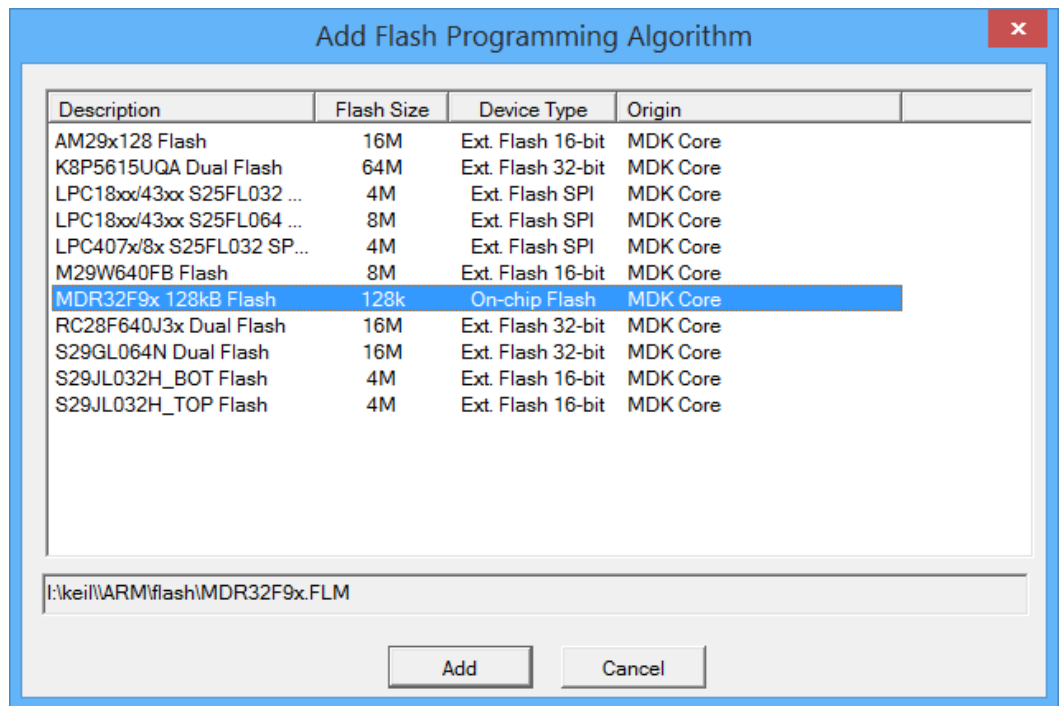 Add Flash Programming Algorithm
x
Description Flash Size Device Type Origin
AM29x128 Flash 16M Ext. Flash 16-bit MDK Core
K8P5615UQA Dual Flash 64M Ext. Flash 32-bit MDK Core
LPC18xx/43xx S25FL032 ... 4M Ext. Flash SPI MDK Core
LPC18xx/43xx S25FL064 ... 8M Ext. Flash SPI MDK Core
LPC407x/8x S25FL032 SP... 4M Ext. Flash SPI MDK Core
M29W640FB Flash 8M Ext. Flash 16-bit MDK Core
MDR32F9x 128kB Flash 128k On-chip Flash MDK Core
RC28F640J3x Dual Flash 16M Ext. Flash 32-bit MDK Core
S29GL064N Dual Flash 16M Ext. Flash 32-bit MDK Core
S29JL032H_BOT Flash 4M Ext. Flash 16-bit MDK Core
S29JL032H_TOP Flash 4M Ext. Flash 16-bit MDK Core
I:\keil\\ARM\flash\MDR32F9x.FLM
Add Cancel